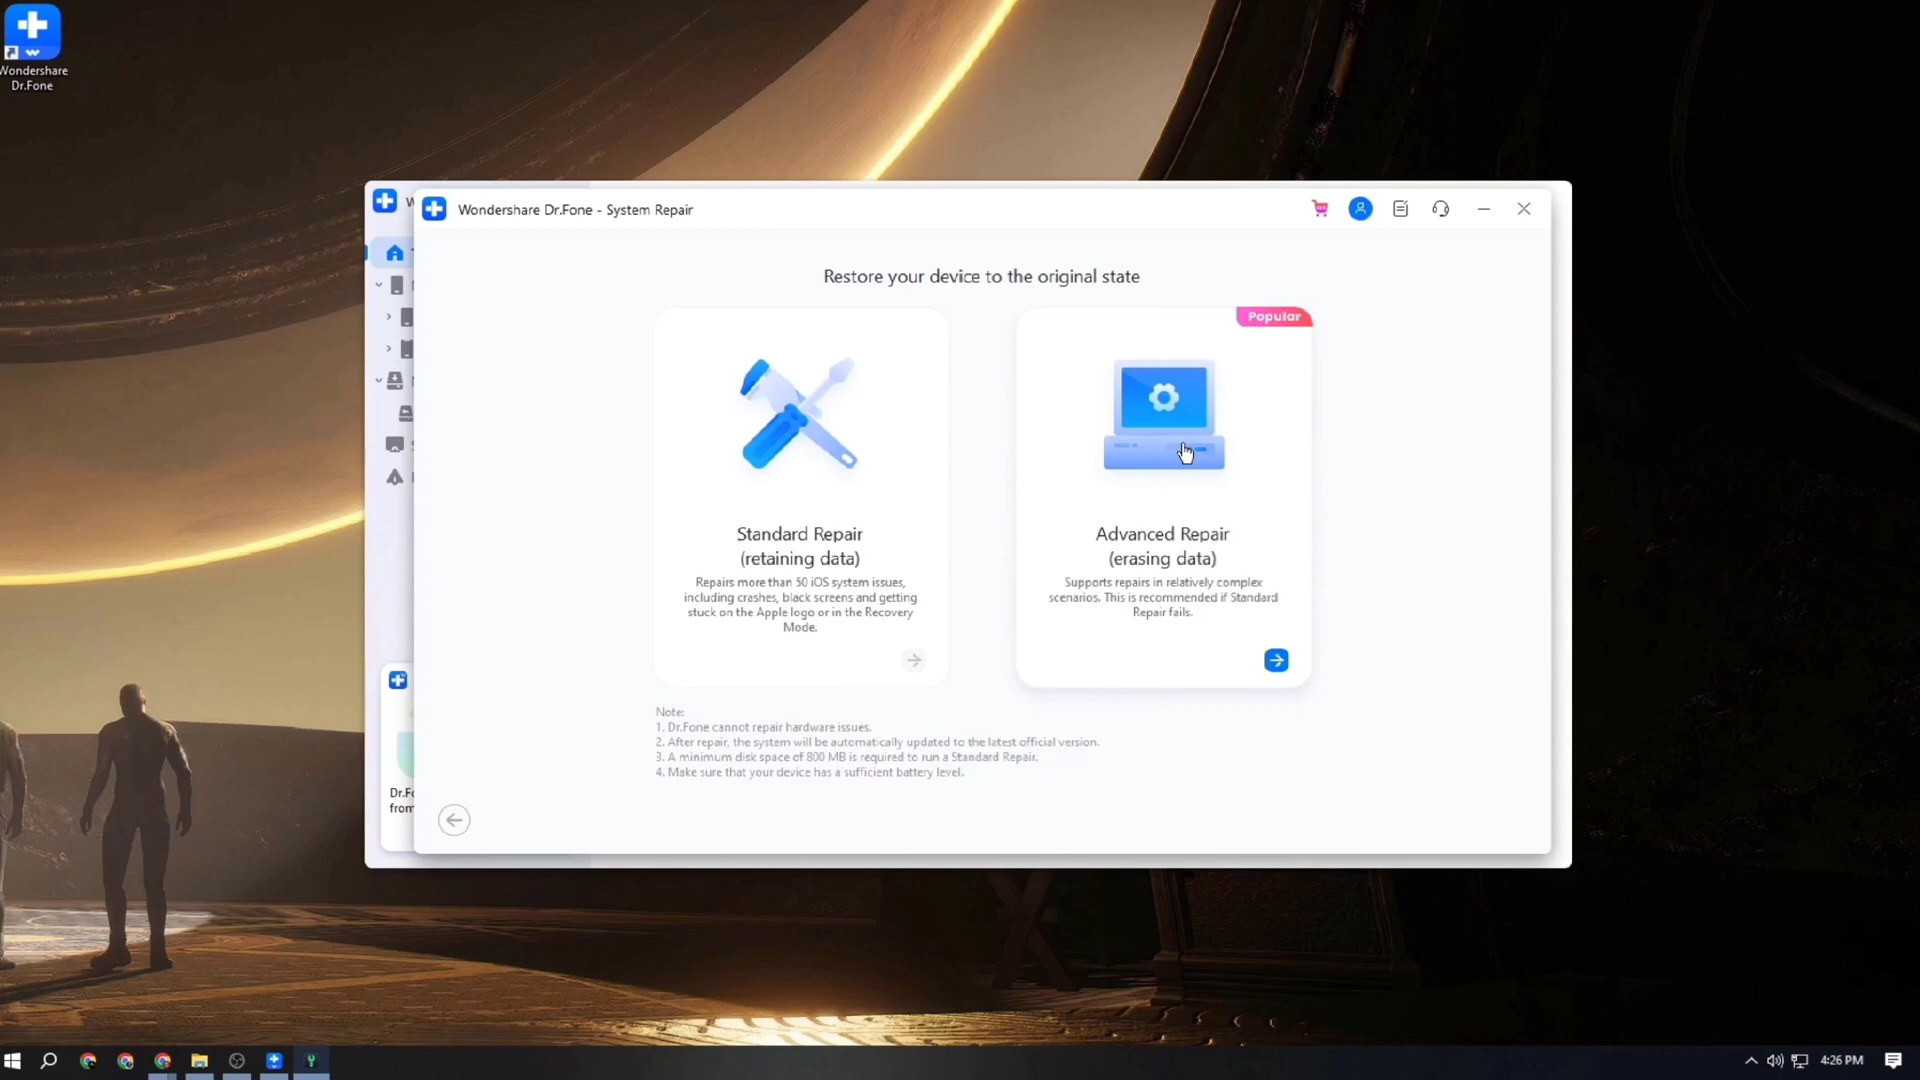 Wondershare
Dr.Fone
W
Wondershare Dr.Fone - System Repair
Restore your device to the original state
Popular
Standard Repair
(retaining data)
Repairs more than 50 iOS system issues,
including crashes, black screens and getting
stuck on the Apple logo or in the Recovery
Mode.
Advanced Repair
(erasing data)
Supports repairs in relatively complex
scenarios. This is recommended if Standard
Repair fails.
Note:
1. Dr.Fone cannot repair hardware issues.
2. After repair, the system will be automatically updated to the latest official version.
3. A minimum disk space of 800 MB is required to run a Standard Repair.
4. Make sure that your device has a sufficient battery level.
Dr.Fo
from
4:26 PM